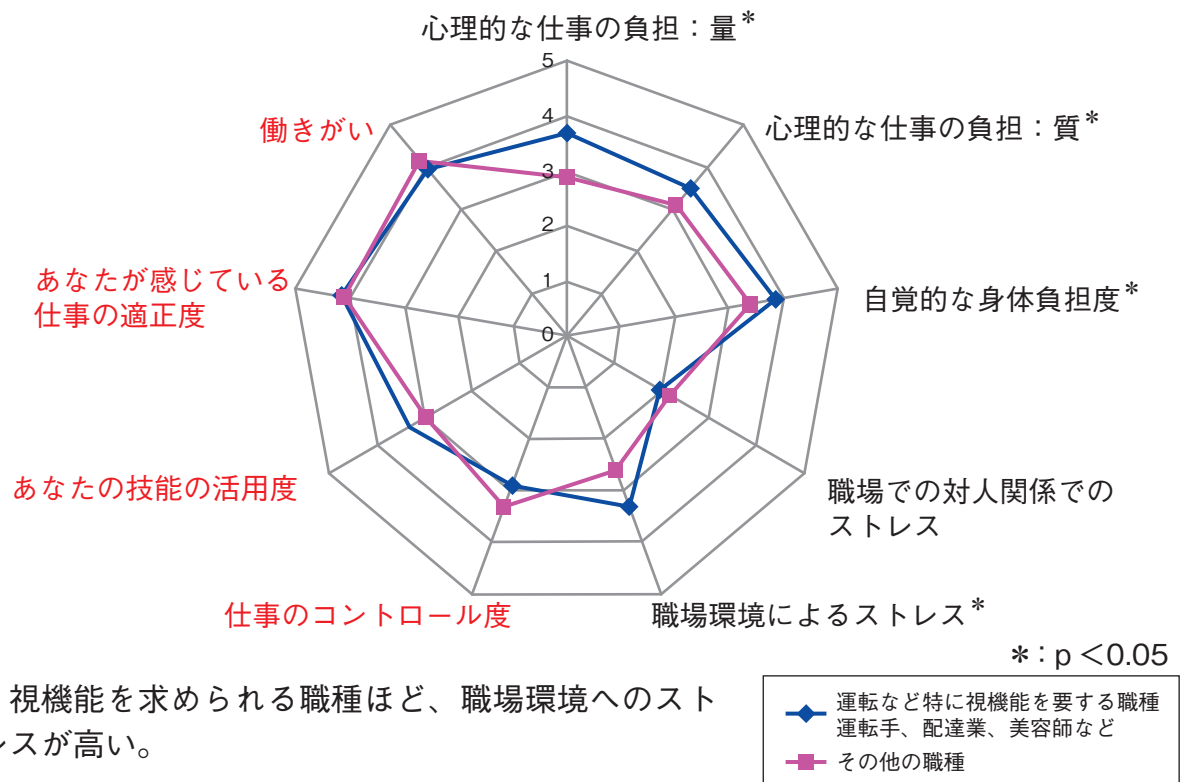 心理的な仕事の負担：量*
心理的な仕事の負担：質*
自覚的な身体負担度*
職場での対人関係での
ストレス
職場環境によるストレス*
仕事のコントロール度
あなたの技能の活用度
あなたが感じている
仕事の適正度
働きがい
5
4
3
2
1
0
*：p＜0.05
視機能を求められる職種ほど、職場環境へのスト
レスが高い。
運転など特に視機能を要する職種
運転手、配達業、美容師など
その他の職種